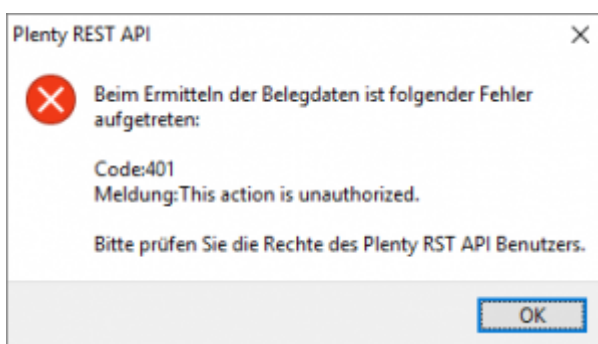 Plenty REST API
Beim Ermitteln der Belegdaten ist folgender Fehler
aufgetreten:
Code:401
Meldung:This action is unauthorized.
Bitte prüfen Sie die Rechte des Plenty RST API Benutzers.
OK